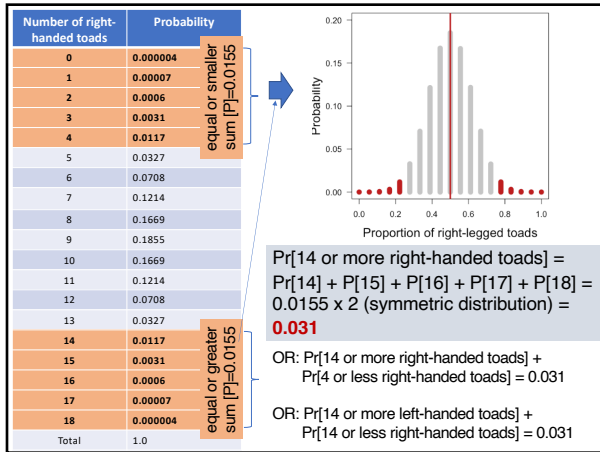 Number of right-
handed toads
Probability
0 0.000004
1 0.00007
2 0.0006
3 0.0031
4 0.0117
5 0.0327
6 0.0708
7 0.1214
8 0.1669
9 0.1855
10 0.1669
11 0.1214
12 0.0708
13 0.0327
14 0.0117
15 0.0031
16 0.0006
17 0.00007
18 0.000004
Total 1.0
equal or smaller
sum [P]=0.0155
equal or greater
sum [P]=0.0155
Probability
0.20
0.15
0.10
0.05
0.00
0.0 0.2 0.4 0.6 0.8 1.0
Proportion of right-legged toads
Pr[14 or more right-handed toads] =
Pr[14] + P[15] + P[16] + P[17] + P[18] =
0.0155 x 2 (symmetric distribution) =
0.031
OR: Pr[14 or more right-handed toads] +
Pr[4 or less right-handed toads] = 0.031
OR: Pr[14 or more left-handed toads] +
Pr[14 or less right-handed toads] = 0.031